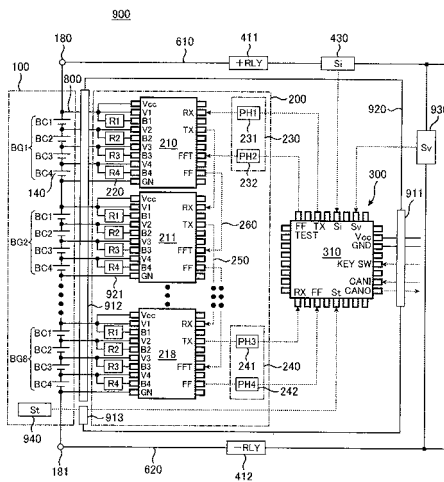 900
180 610 411 430
+RLY Si
100 800 200 920 930
Vcc
BC1 V1 RX PH1 Sv
R1 B1 TX 231 230
BG1 BC2 V2
R2 B2 210 PH2
BC3 V3 232
R3 B3 FFT
BC4 V4 FF
R4 B4
140 220 GN 260
300 911
FF TX Si Sv
TEST Vcc
GND
310
KEY SW
CANI
CANO
RX FF St
Vcc
BC1 V1 RX
R1 B1 TX
BG2 BC2 V2
R2 B2 211
BC3 V3
R3 B3 FFT
BC4 V4 FF
R4 B4 250
GN
921
912
Vcc
BC1 V1 RX
R1 B1 TX PH3
BG8 BC2 V2 241 240
R2 B2 218
BC3 V3
R3 B3 FFT PH4
BC4 V4 FF 242
R4 B4
GN
St 913
940
181 620 -RLY
412